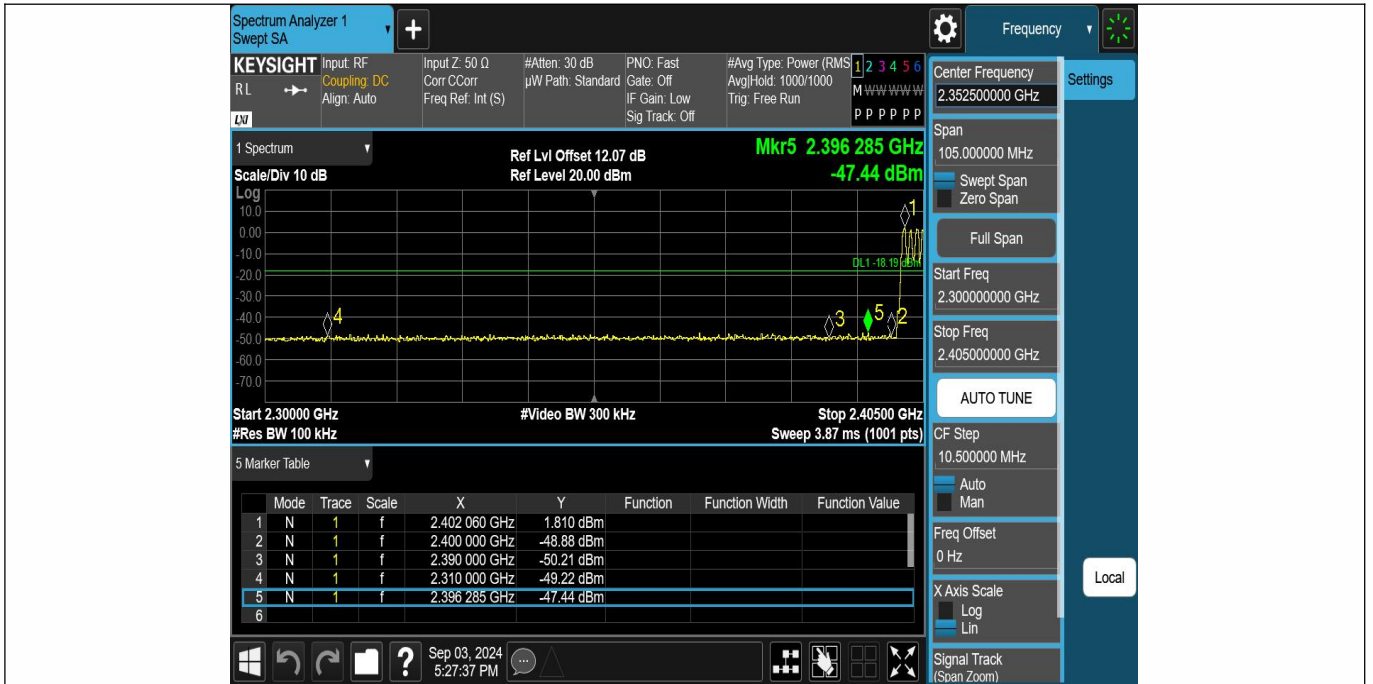 Spectrum Analyzer 1
Swept SA
+
Frequency
KEYSIGHT
RL
LXI
Input: RF
Coupling: DC
Align: Auto
Input Z: 50 Ω
Corr CCorr
Freq Ref: Int (S)
#Atten: 30 dB
µW Path: Standard
PNO: Fast
Gate: Off
IF Gain: Low
Sig Track: Off
#Avg Type: Power (RMS
Avg|Hold: 1000/1000
Trig: Free Run
1 2 3 4 5 6
M W W W W W
P P P P P P
1 Spectrum
Scale/Div 10 dB
Ref Lvl Offset 12.07 dB
Ref Level 20.00 dBm
Mkr5 2.396 285 GHz
-47.44 dBm
Log
10.0
0.00
-10.0
-20.0
-30.0
-40.0
-50.0
-60.0
-70.0
1
DL1 -18.19 dBm
4
3
5
2
Start 2.30000 GHz
#Video BW 300 kHz
Stop 2.40500 GHz
#Res BW 100 kHz
Sweep 3.87 ms (1001 pts)
5 Marker Table
Mode Trace Scale X Y Function Function Width Function Value
1 N 1 f 2.402 060 GHz 1.810 dBm
2 N 1 f 2.400 000 GHz -48.88 dBm
3 N 1 f 2.390 000 GHz -50.21 dBm
4 N 1 f 2.310 000 GHz -49.22 dBm
5 N 1 f 2.396 285 GHz -47.44 dBm
6
Sep 03, 2024
5:27:37 PM
?
Center Frequency
2.352500000 GHz
Span
105.000000 MHz
Swept Span
Zero Span
Full Span
Start Freq
2.300000000 GHz
Stop Freq
2.405000000 GHz
AUTO TUNE
CF Step
10.500000 MHz
Auto
Man
Freq Offset
0 Hz
X Axis Scale
Log
Lin
Signal Track
(Span Zoom)
Settings
Local